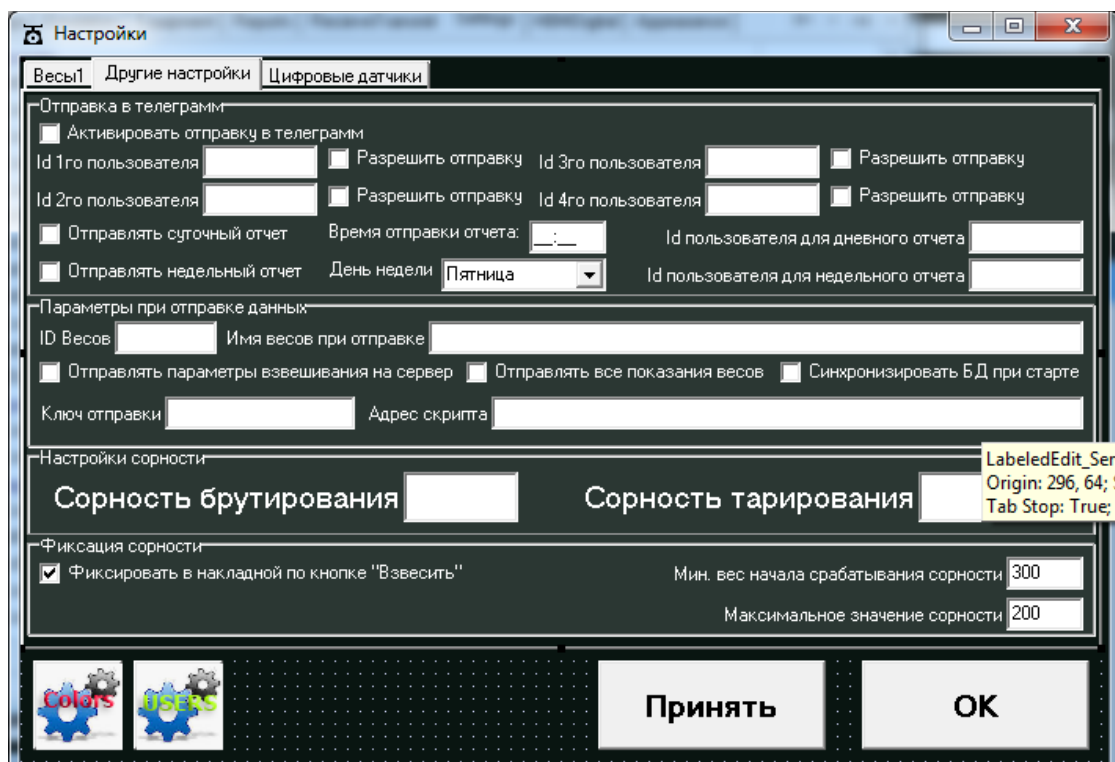 Настройки
Весы1 Другие настройки Цифровые датчики
Отправка в телеграмм
Активировать отправку в телеграмм
Id 1го пользователя Разрешить отправку Id 3го пользователя Разрешить отправку
Id 2го пользователя Разрешить отправку Id 4го пользователя Разрешить отправку
Отправлять суточный отчет Время отправки отчета: __:__ Id пользователя для дневного отчета
Отправлять недельный отчет День недели Пятница Id пользователя для недельного отчета
Параметры при отправке данных
ID Весов Имя весов при отправке
Отправлять параметры взвешивания на сервер Отправлять все показания весов Синхронизировать БД при старте
Ключ отправки Адрес скрипта
Настройки сорности
LabeledEdit_Ser
Origin: 296, 64;
Tab Stop: True;
Сорность брутирования Сорность тарирования
Фиксация сорности
Фиксировать в накладной по кнопке "Взвесить" Мин. вес начала срабатывания сорности 300
Максимальное значение сорности 200
Colors USERS Принять OK